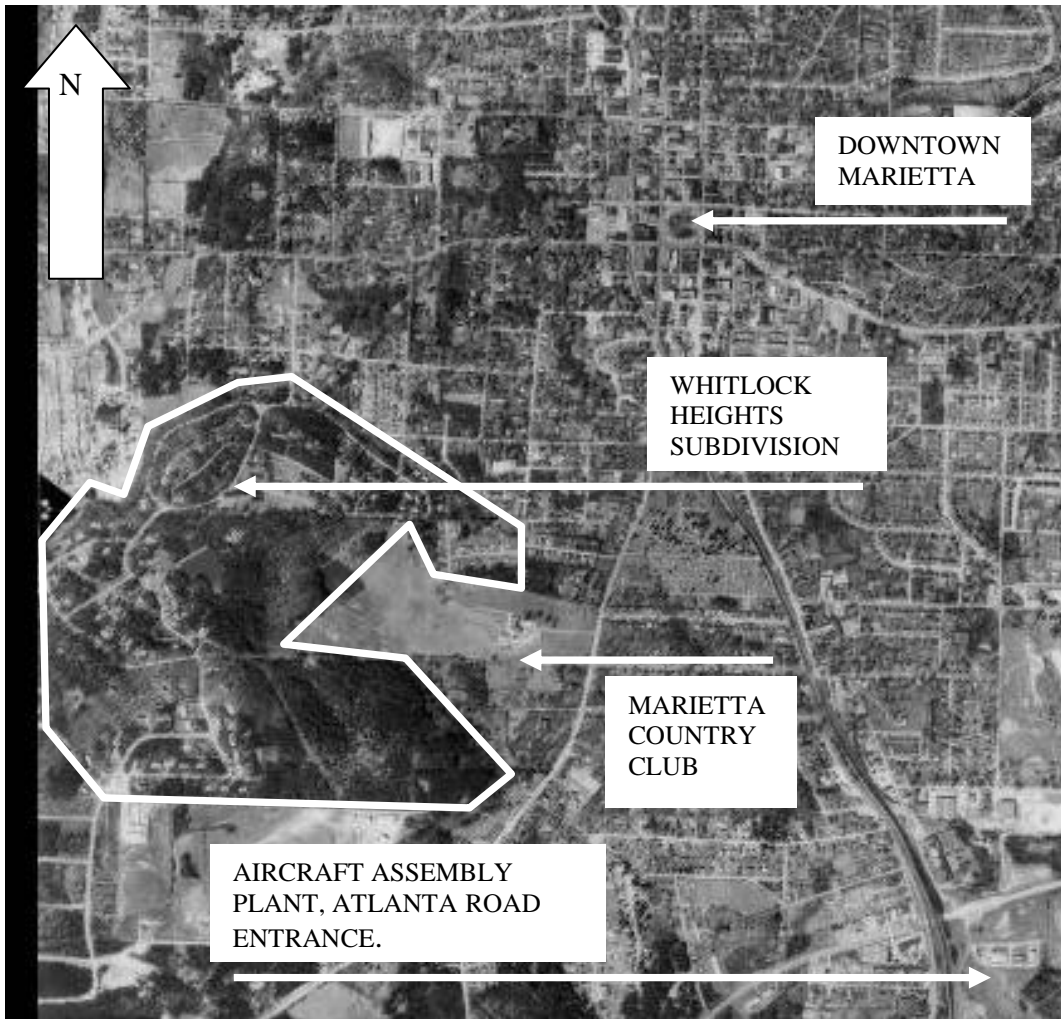 N
DOWNTOWN
MARIETTA
WHITLOCK
HEIGHTS
SUBDIVISION
MARIETTA
COUNTRY
CLUB
AIRCRAFT ASSEMBLY
PLANT, ATLANTA ROAD
ENTRANCE.